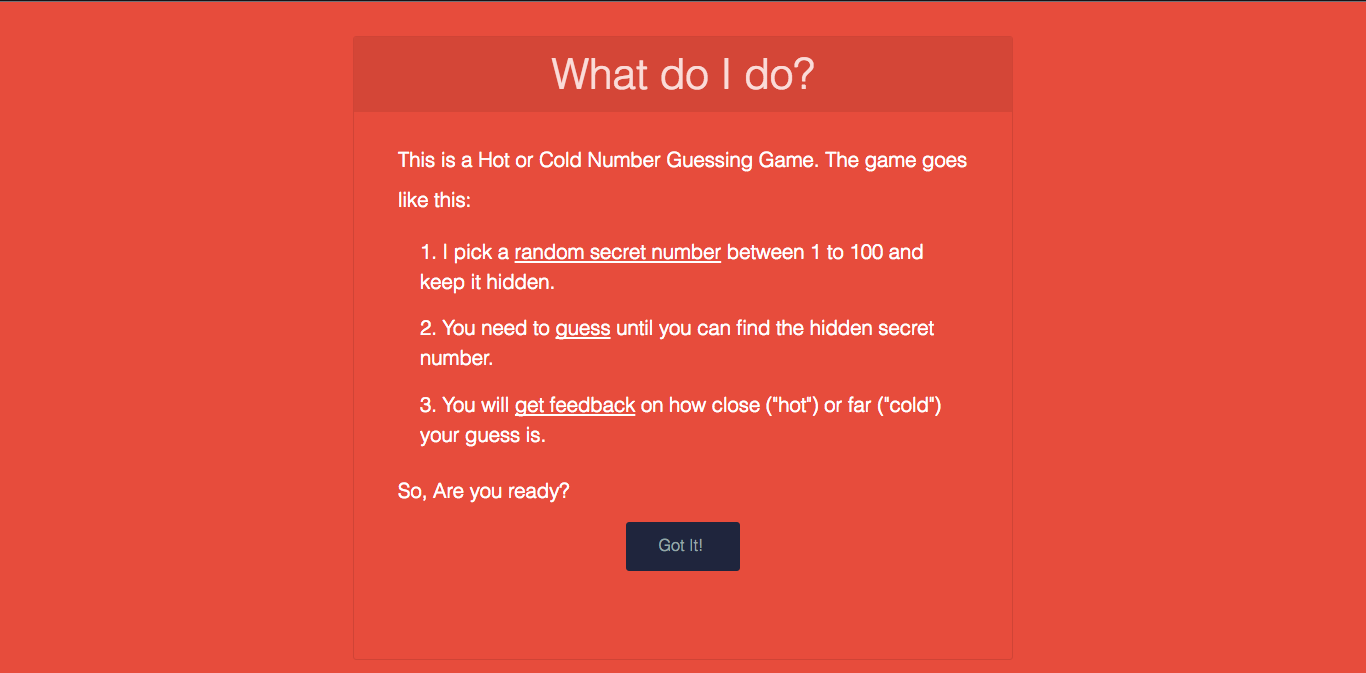 What do I do?
This is a Hot or Cold Number Guessing Game. The game goes
like this:
1. I pick a random secret number between 1 to 100 and
keep it hidden.
2. You need to guess until you can find the hidden secret
number.
3. You will get feedback on how close ("hot") or far ("cold")
your guess is.
So, Are you ready?
Got It!